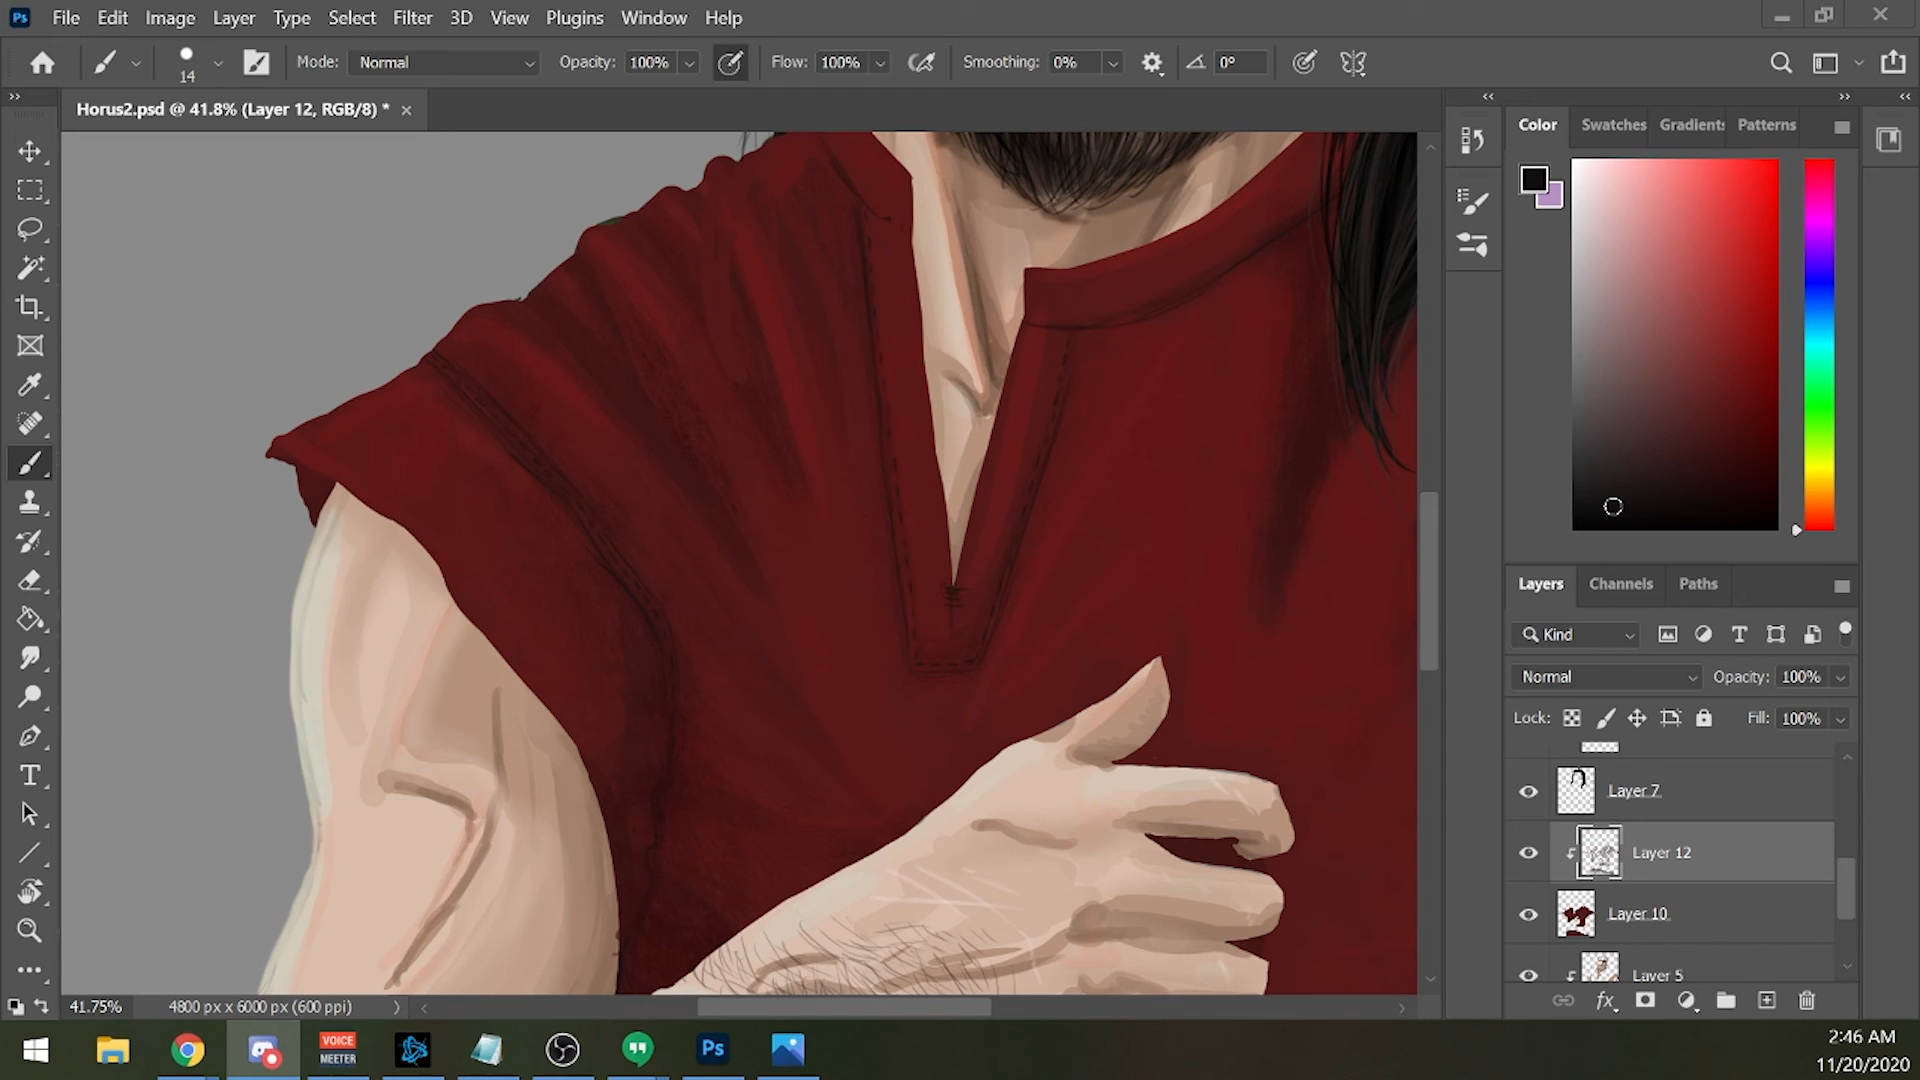 Ps File Edit Image Layer Type Select Filter 3D View Plugins Window Help
14 Mode: Normal Opacity: 100% Flow: 100% Smoothing: 0% 0°
Horus2.psd @ 41.8% (Layer 12, RGB/8) * ×
Color Swatches Gradients Patterns
Layers Channels Paths
Kind
Normal Opacity: 100%
Lock: Fill: 100%
Layer 7
Layer 12
Layer 10
Layer 5
fx
41.75% 4800 px x 6000 px (600 ppi)
VOICE
MEETER
Ps
2:46 AM
11/20/2020